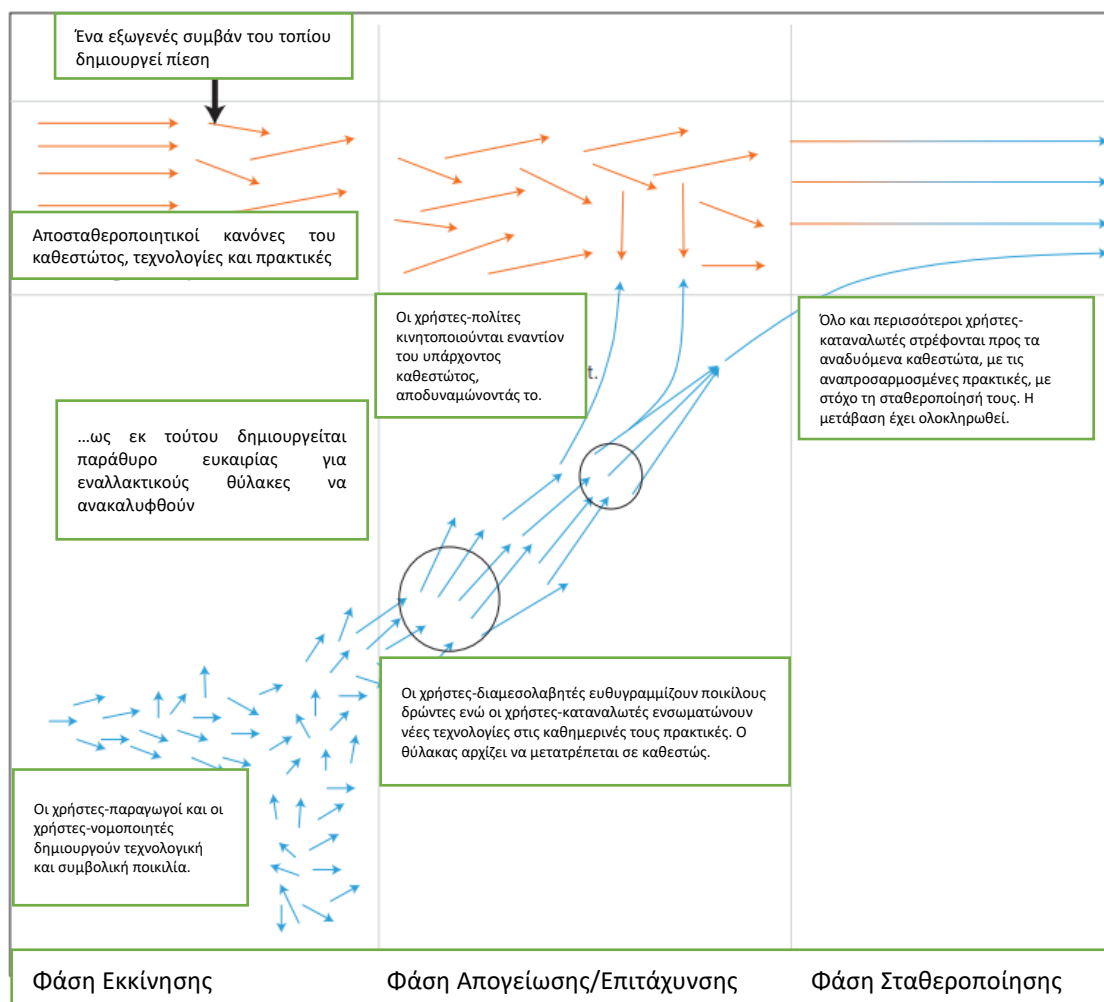 Ένα εξωγενές συμβάν του τοπίου
δημιουργεί πίεση
Αποσταθεροποιητικοί κανόνες του
καθεστώτος, τεχνολογίες και πρακτικές
Οι χρήστες-πολίτες
κινητοποιούνται εναντίον
του υπάρχοντος
καθεστώτος,
αποδυναμώνοντάς το.
t.
Όλο και περισσότεροι χρήστες-
καταναλωτές στρέφονται προς τα
αναδυόμενα καθεστώτα, με τις
αναπροσαρμοσμένες πρακτικές, με
στόχο τη σταθεροποίησή τους. Η
μετάβαση έχει ολοκληρωθεί.
...ως εκ τούτου δημιουργείται
παράθυρο ευκαιρίας για
εναλλακτικούς θύλακες να
ανακαλυφθούν
Οι χρήστες-διαμεσολαβητές ευθυγραμμίζουν ποικίλους
δρώντες ενώ οι χρήστες-καταναλωτές ενσωματώνουν
νέες τεχνολογίες στις καθημερινές τους πρακτικές. Ο
θύλακας αρχίζει να μετατρέπεται σε καθεστώς.
Οι χρήστες-παραγωγοί και οι
χρήστες-νομοποιητές
δημιουργούν τεχνολογική
και συμβολική ποικιλία.
Φάση Εκκίνησης
Φάση Απογείωσης/Επιτάχυνσης
Φάση Σταθεροποίησης